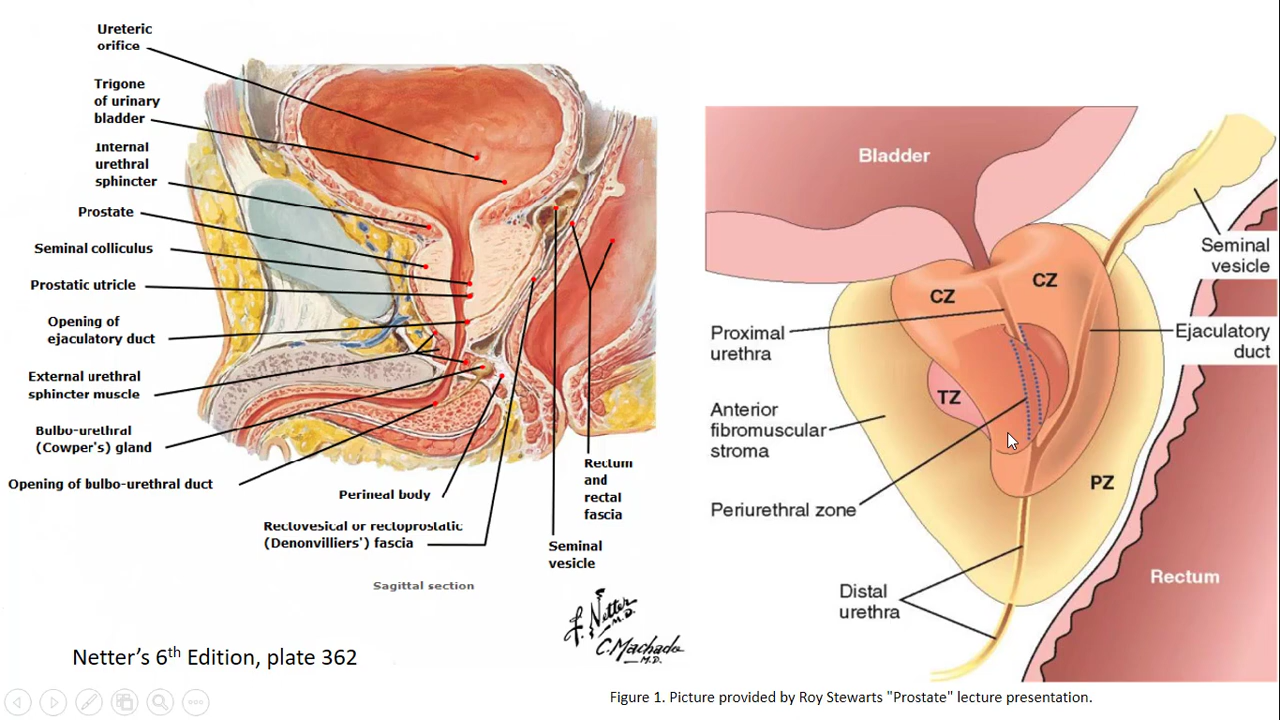 Ureteric
orifice
Trigone
of urinary
bladder
Internal
urethral
sphincter
Prostate
Seminal colliculus
Prostatic utricle
Opening of
ejaculatory duct
External urethral
sphincter muscle
Bulbo-urethral
(Cowper's) gland
Opening of bulbo-urethral duct
Perineal body
Rectovesical or rectoprostatic
(Denonvilliers') fascia
Rectum
and
rectal
fascia
Seminal
vesicle
Sagittal section
F. Netter
M.D.
C. Machado
M.D.
Netter's 6th Edition, plate 362
Bladder
Seminal
vesicle
CZ
CZ
Proximal
urethra
Ejaculatory
duct
TZ
Anterior
fibromuscular
stroma
PZ
Periurethral zone
Rectum
Distal
urethra
Figure 1. Picture provided by Roy Stewarts "Prostate" lecture presentation.